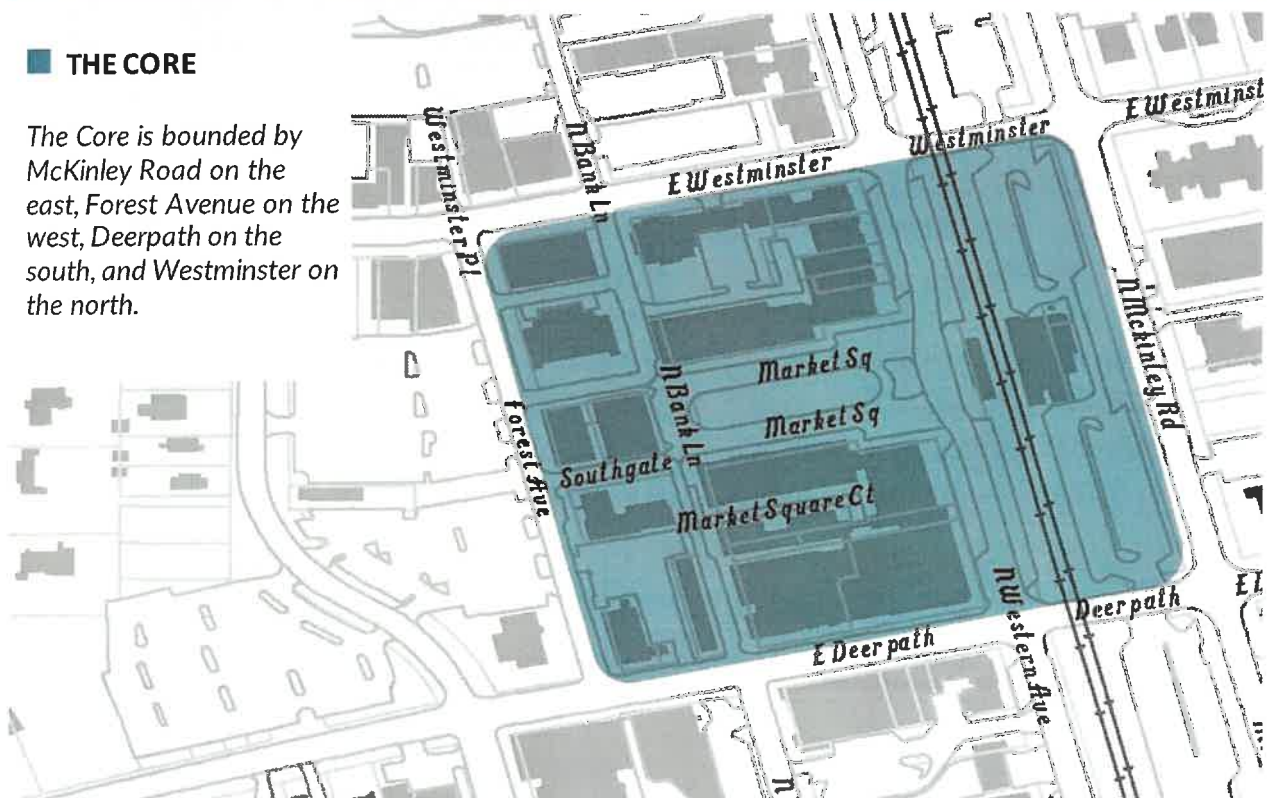 THE CORE
The Core is bounded by
McKinley Road on the
east, Forest Avenue on the
west, Deerpath on the
south, and Westminster on
the north.
E Westminst
Westminster
E Westminster
N Bank Ln
Westminster Pl
N Mckinley Rd
Market Sq
N Bank Ln
Market Sq
Forest Ave
Southgate
Market Square Ct
N Western Ave
Deerpath
E Deerpath